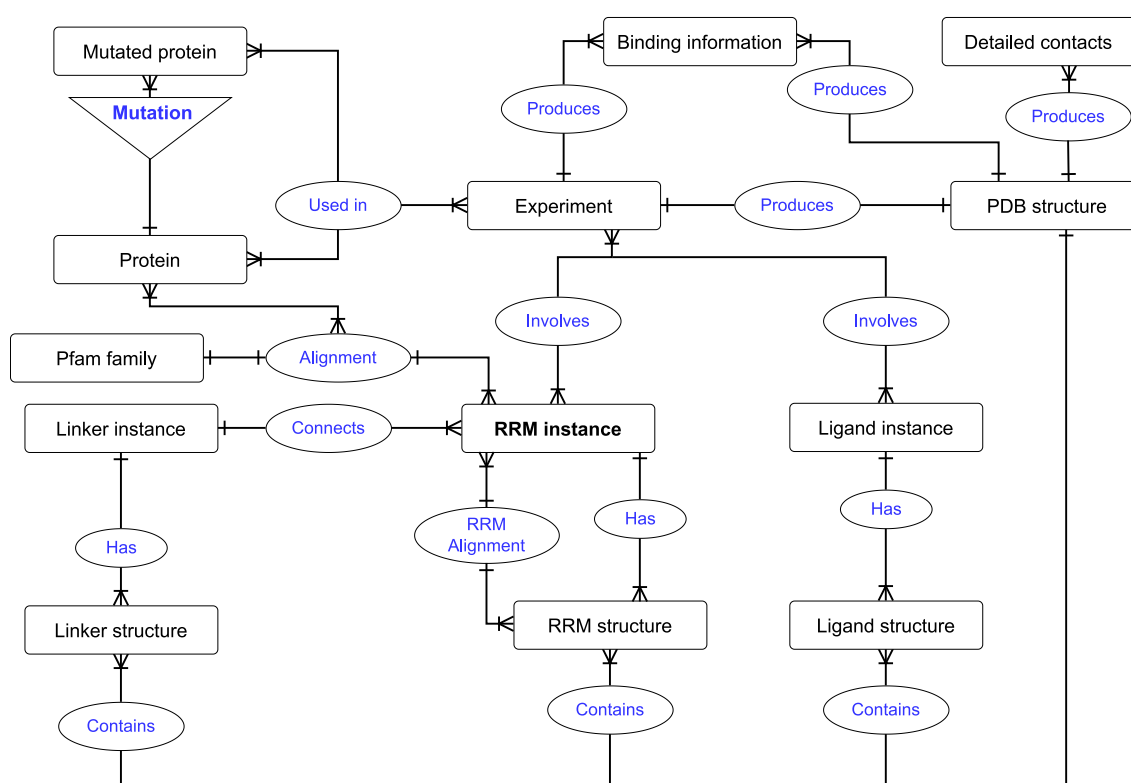 Mutated protein
Binding information
Detailed contacts
Mutation
Produces
Produces
Produces
Used in
Experiment
Produces
PDB structure
Protein
Involves
Involves
Pfam family
Alignment
Linker instance
Connects
RRM instance
Ligand instance
Has
RRM
Alignment
Has
Has
Linker structure
RRM structure
Ligand structure
Contains
Contains
Contains